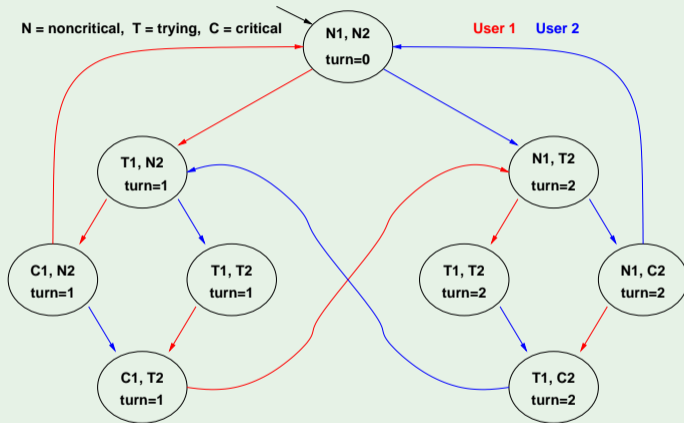 N = noncritical, T = trying, C = critical
User 1
User 2
N1, N2
turn=0
T1, N2
turn=1
N1, T2
turn=2
C1, N2
turn=1
T1, T2
turn=1
T1, T2
turn=2
N1, C2
turn=2
C1, T2
turn=1
T1, C2
turn=2